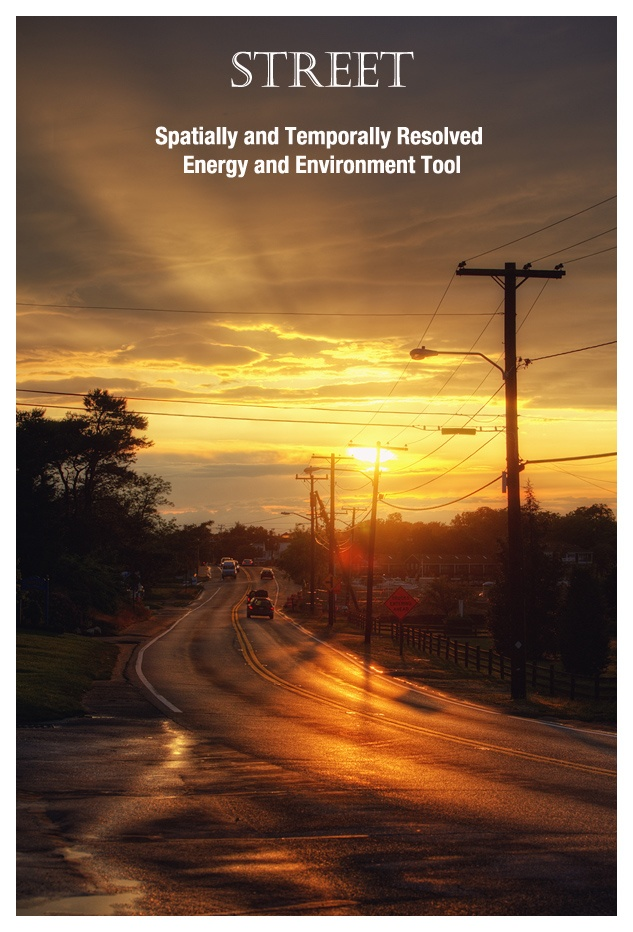 STREET
Spatially and Temporally Resolved
Energy and Environment Tool